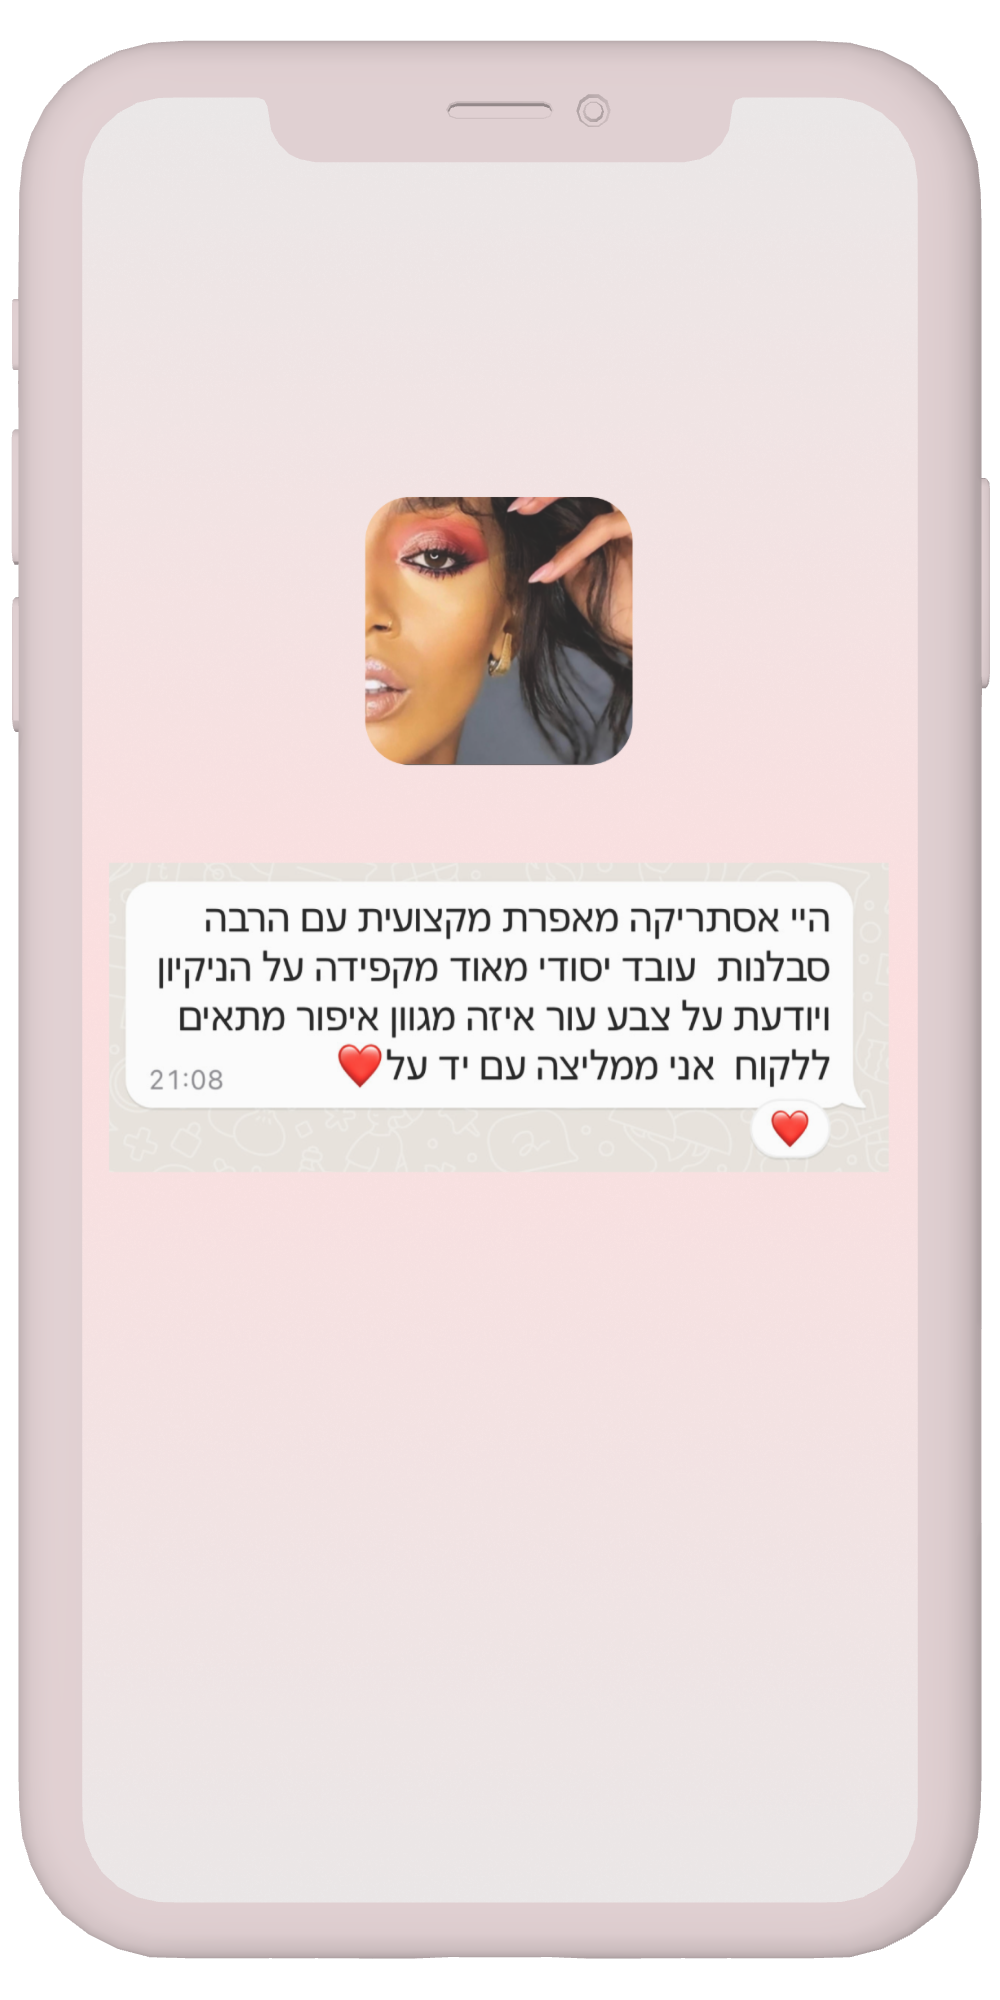 היי אסתריקה מאפרת מקצועית עם הרבה
סבלנות  עובד יסודי מאוד מקפידה על הניקיון
ויודעת על צבע עור איזה מגוון איפור מתאים
ללקוח  אני ממליצה עם יד על❤️
21:08
❤️